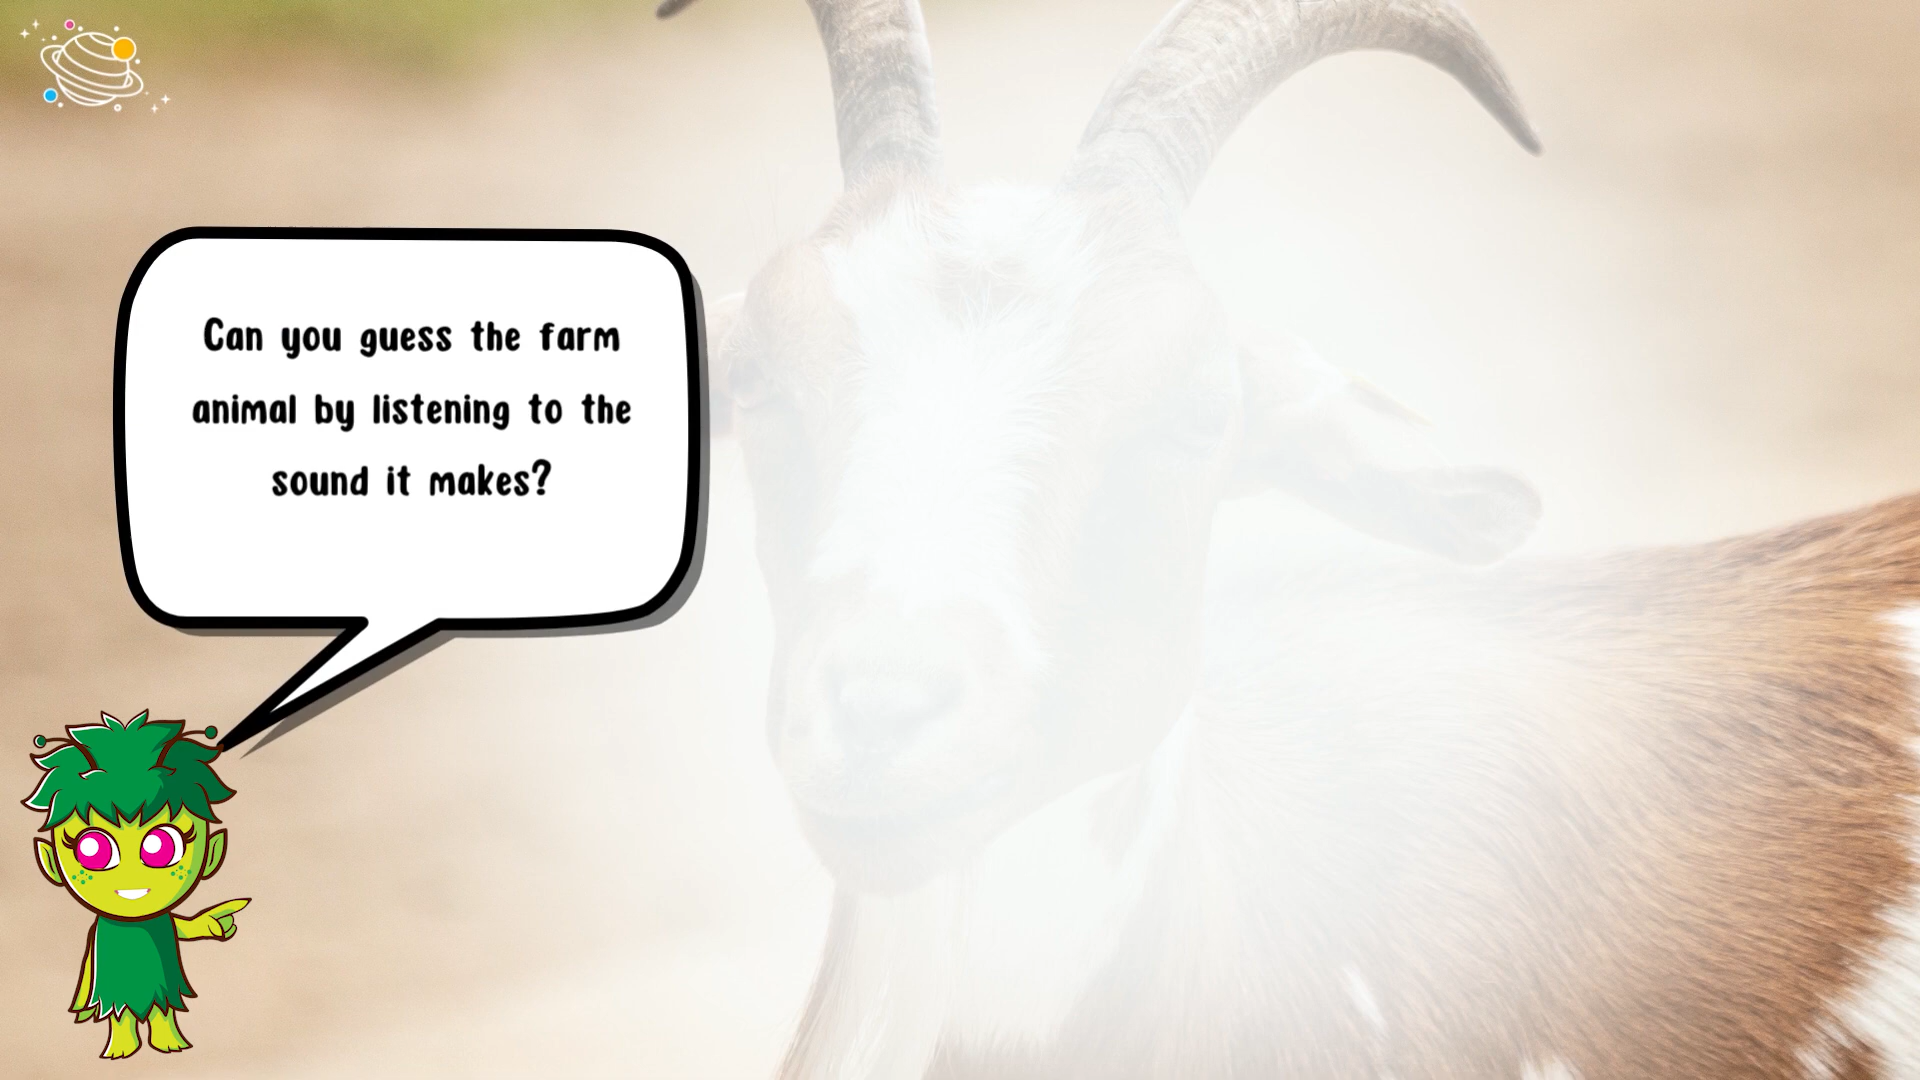 Can you guess the farm
animal by listening to the
sound it makes?